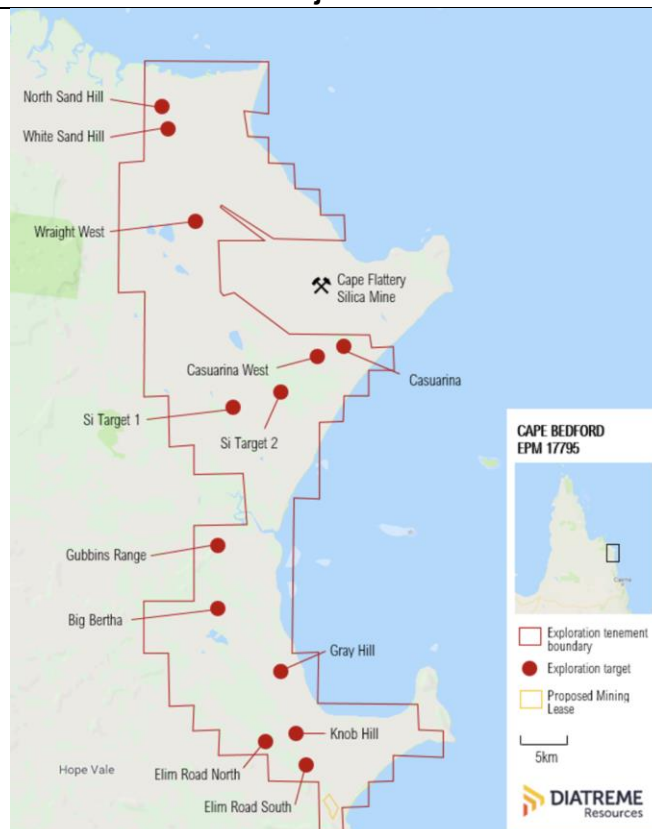 North Sand Hill
White Sand Hill
Wraight West
Cape Flattery
Silica Mine
Casuarina West
Casuarina
Si Target 1
Si Target 2
Gubbins Range
Big Bertha
Gray Hill
Knob Hill
Elim Road North
Hope Vale
Elim Road South
CAPE BEDFORD
EPM 17795
Cairns
Exploration tenement
boundary
Exploration target
Proposed Mining
Lease
5km
DIATREME
Resources